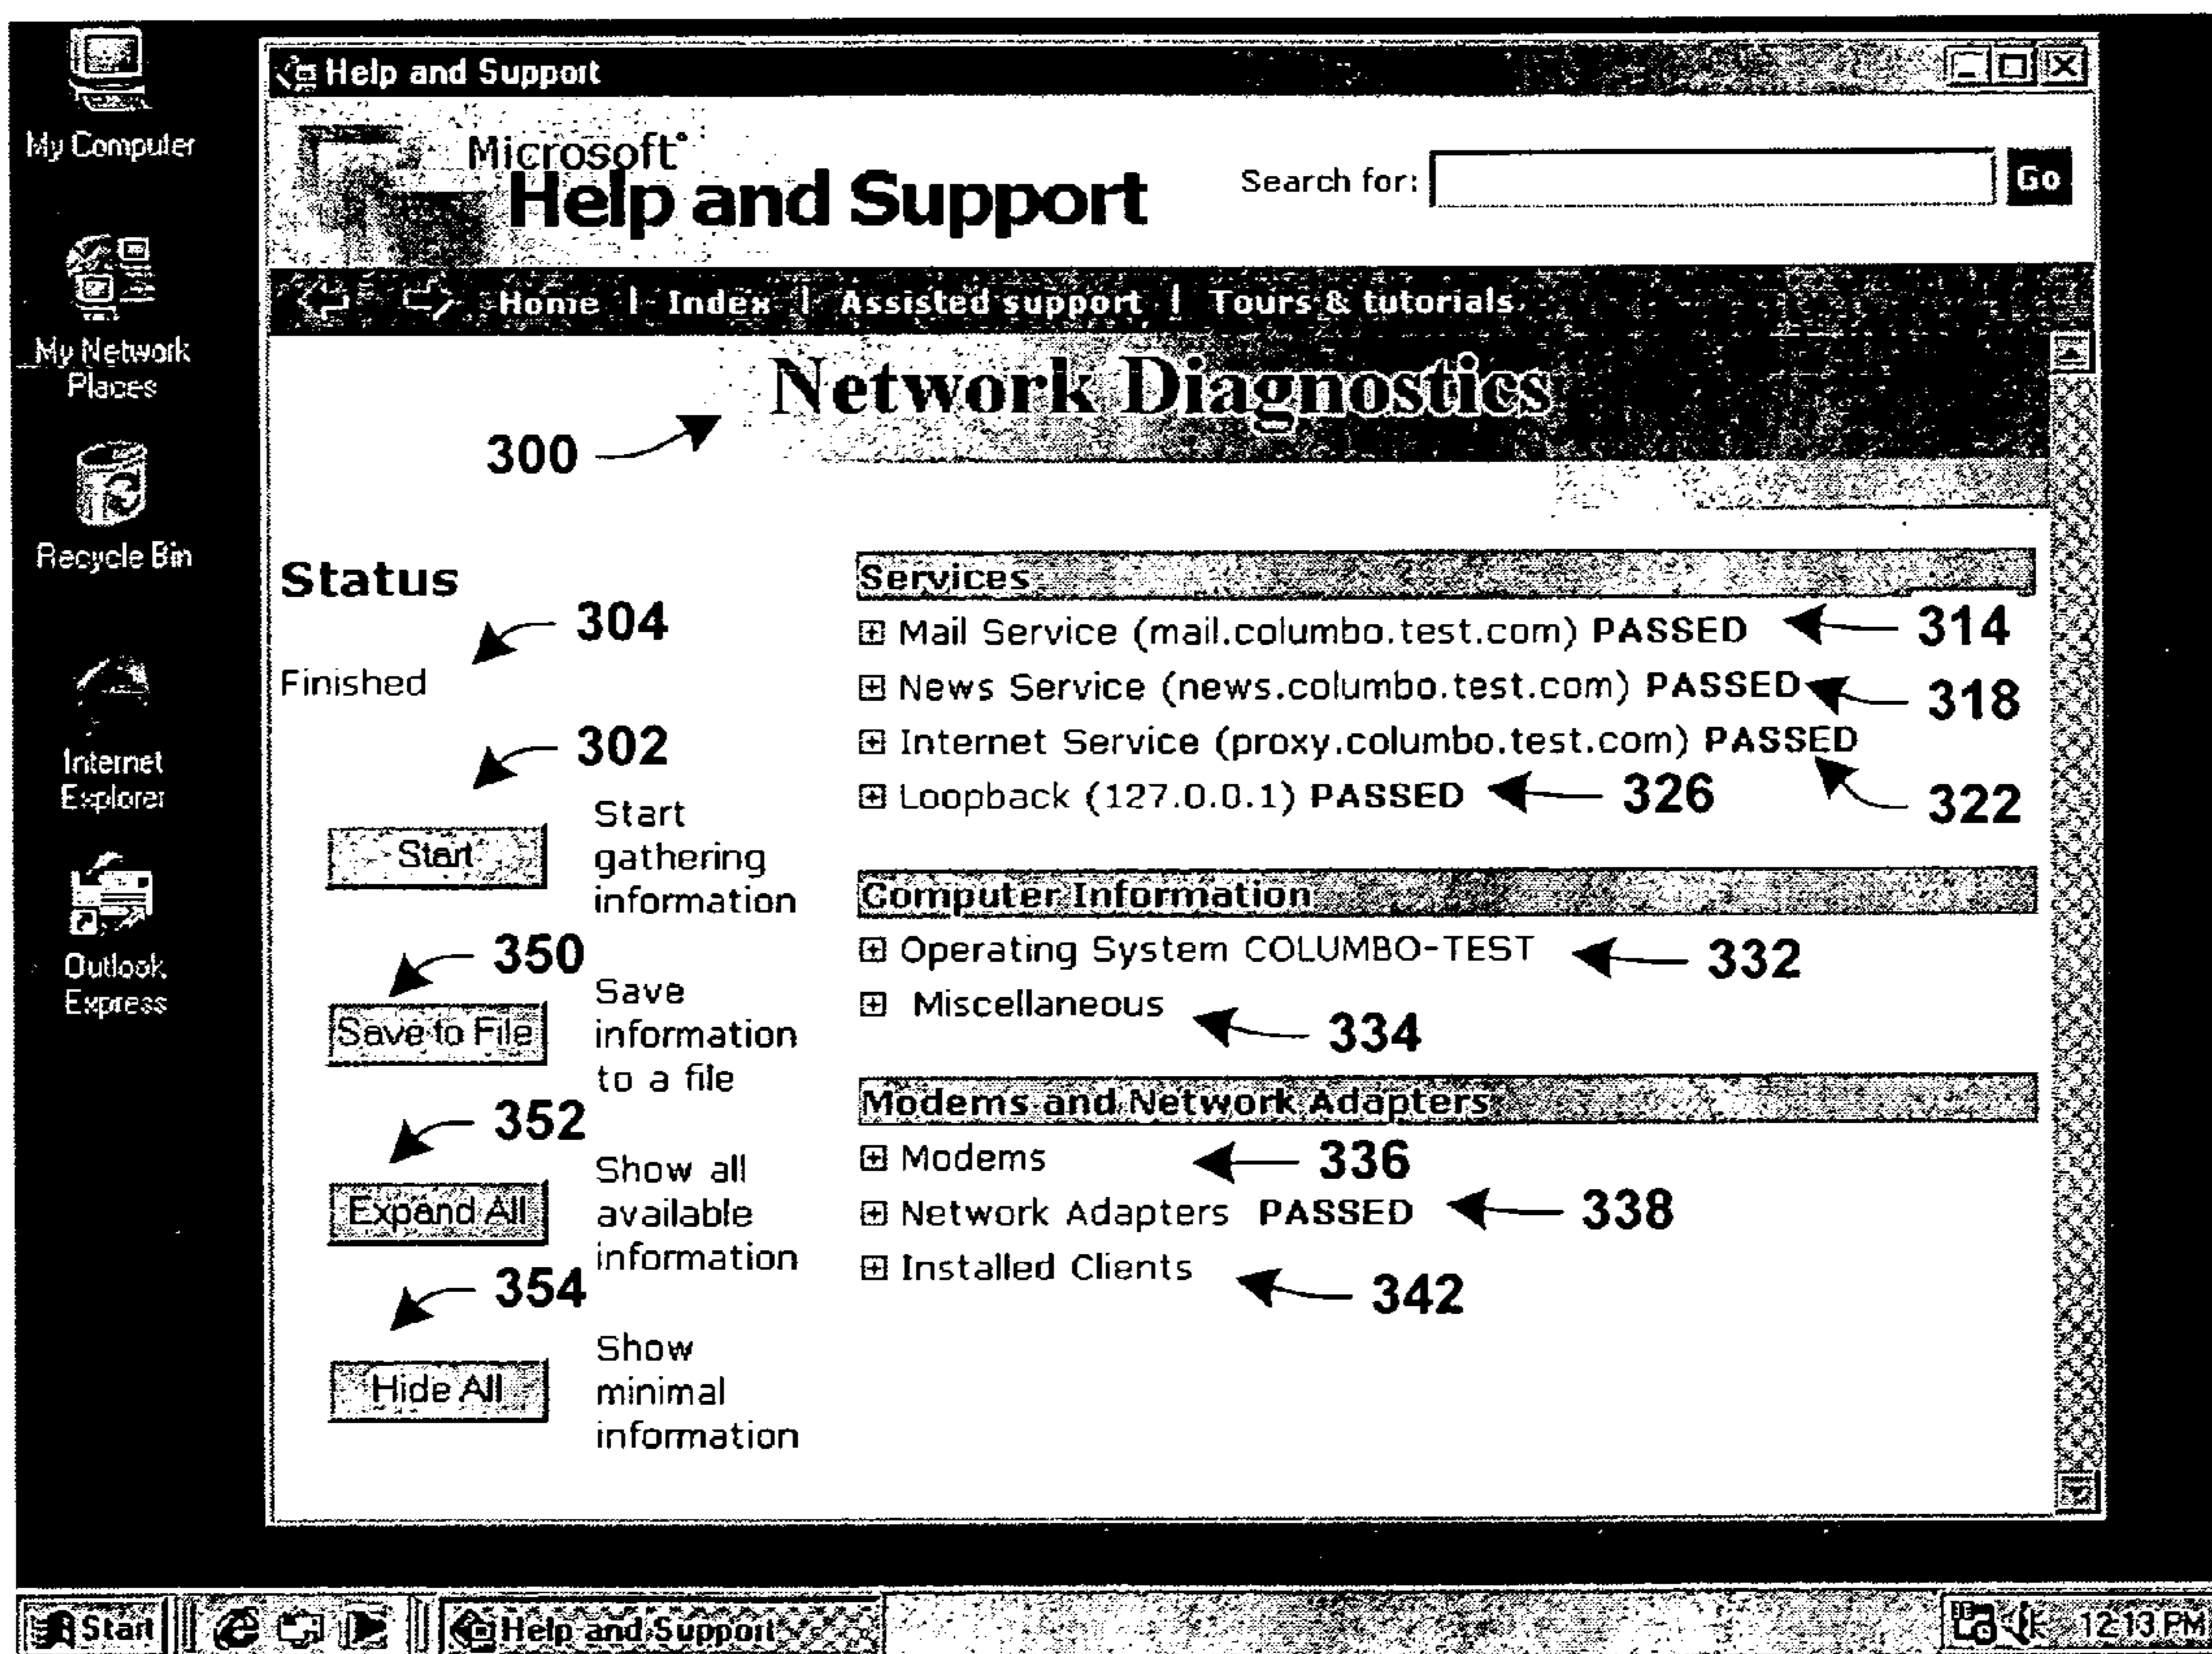 My Computer
My Network
Places
Recycle Bin
Internet
Explorer
Outlook
Express
Help and Support
Microsoft
Help and Support
Search for:
Go
Home | Index | Assisted support | Tours & tutorials
Network Diagnostics
300
Status
304
Finished
302
Start
Start
gathering
information
350
Save to File
Save
information
to a file
352
Expand All
Show all
available
information
354
Hide All
Show
minimal
information
Services
Mail Service (mail.columbo.test.com) PASSED
314
News Service (news.columbo.test.com) PASSED
318
Internet Service (proxy.columbo.test.com) PASSED
322
Loopback (127.0.0.1) PASSED
326
Computer Information
Operating System COLUMBO-TEST
332
Miscellaneous
334
Modems and Network Adapters
Modems
336
Network Adapters PASSED
338
Installed Clients
342
Start
Help and Support
12:13 PM